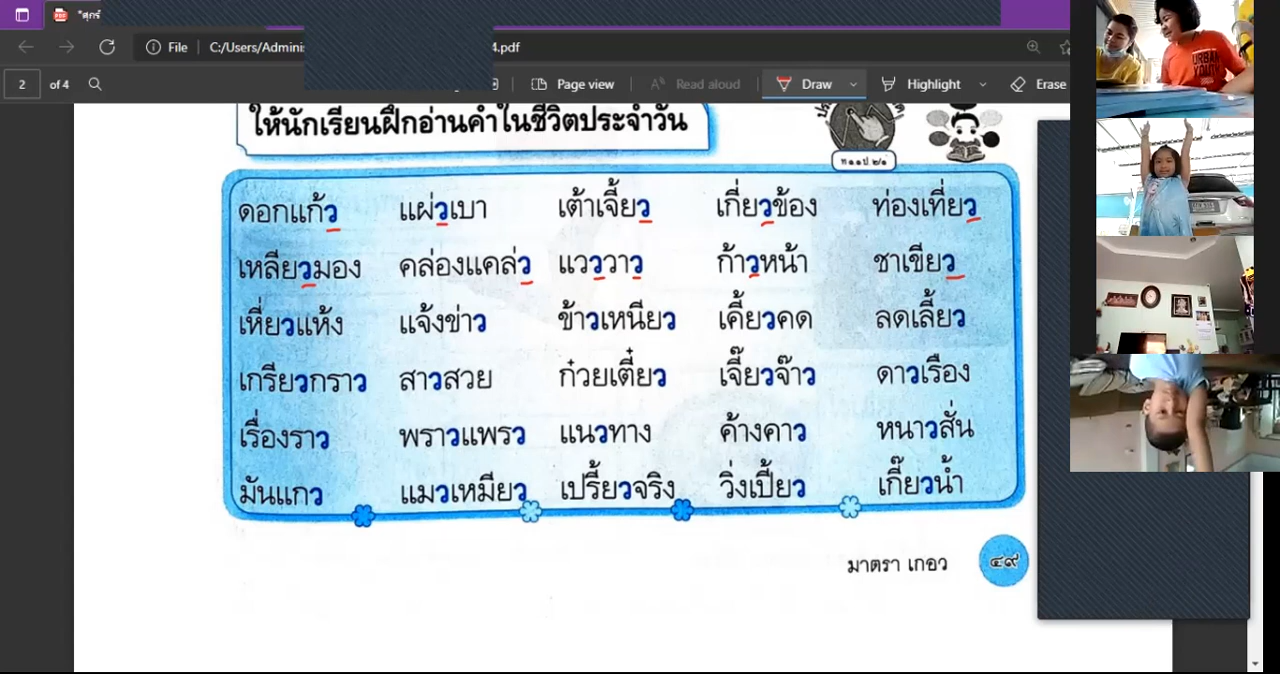 *ศุกร์
File C:/Users/Adminis 4.pdf
2 of 4 Page view Read aloud Draw Highlight Erase
ให้นักเรียนฝึกอ่านคำในชีวิตประจำวัน
ท ๑.๑ ป.๒/๑
ดอกแก้ว แผ่วเบา เต้าเจี้ยว เกี่ยวข้อง ท่องเที่ยว
เหลียวมอง คล่องแคล่ว แวววาว ก้าวหน้า ชาเขียว
เหี่ยวแห้ง แจ้งข่าว ข้าวเหนียว เคี้ยวคด ลดเลี้ยว
เกรียวกราว สาวสวย ก๋วยเตี๋ยว เจี๊ยวจ๊าว ดาวเรือง
เรื่องราว พราวแพรว แนวทาง ค้างคาว หนาวสั่น
มันแกว แมวเหมียว เปรี้ยวจริง วิ่งเปี้ยว เกี๊ยวน้ำ
มาตรา เกอว ๔๙
URBAN